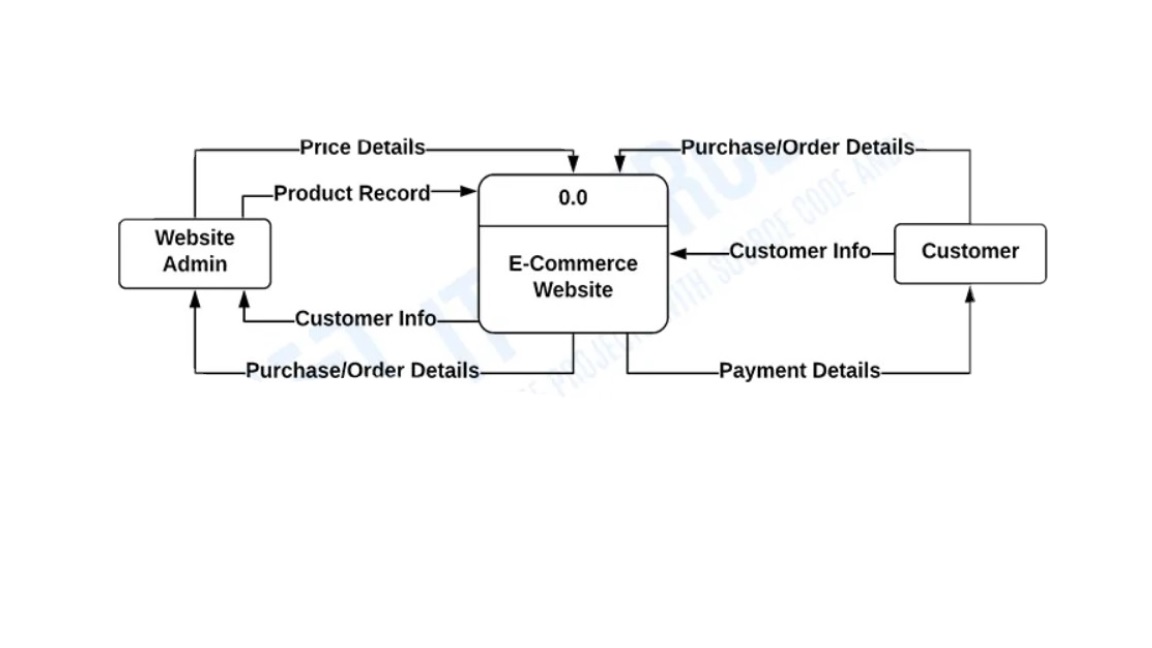 Price Details
Purchase/Order Details
Product Record
0.0
Website
Admin
E-Commerce
Website
Customer Info
Customer
Customer Info
Purchase/Order Details
Payment Details